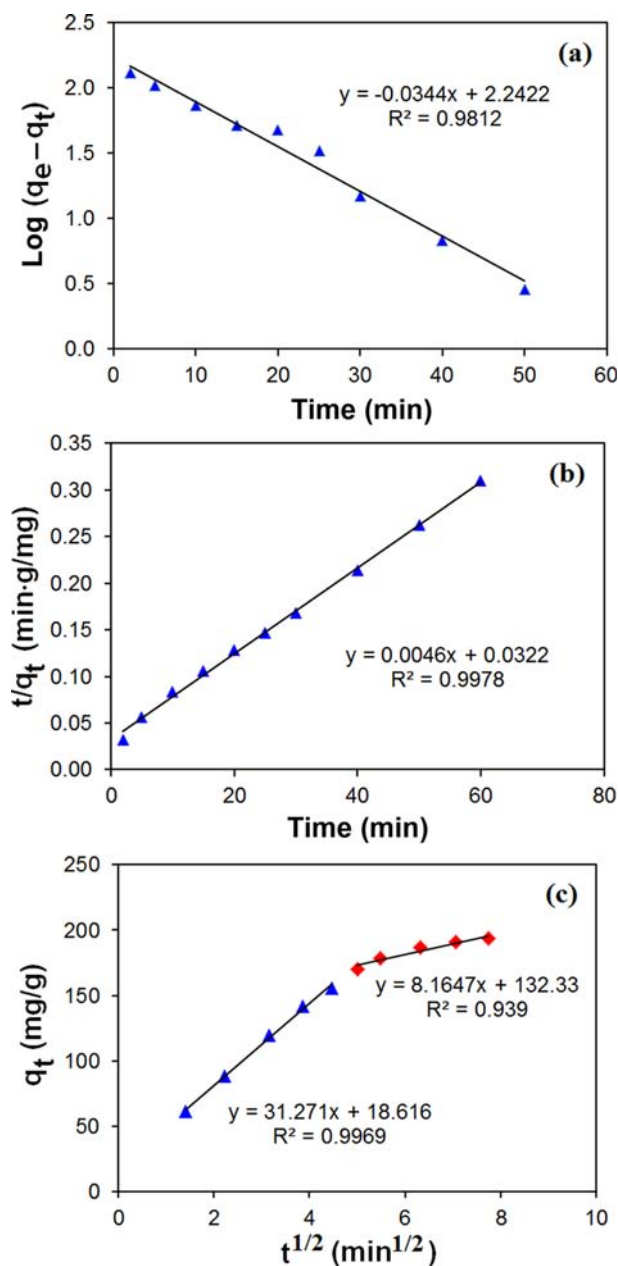 (a)
2.5
2.0
1.5
1.0
0.5
0.0
Log (qe−qt)
y = -0.0344x + 2.2422
R² = 0.9812
0 10 20 30 40 50 60
Time (min)
(b)
0.35
0.30
0.25
0.20
0.15
0.10
0.05
0.00
t/qt (min·g/mg)
y = 0.0046x + 0.0322
R² = 0.9978
0 20 40 60 80
Time (min)
(c)
250
200
150
100
50
0
qt (mg/g)
y = 8.1647x + 132.33
R² = 0.939
y = 31.271x + 18.616
R² = 0.9969
0 2 4 6 8 10
t1/2 (min1/2)